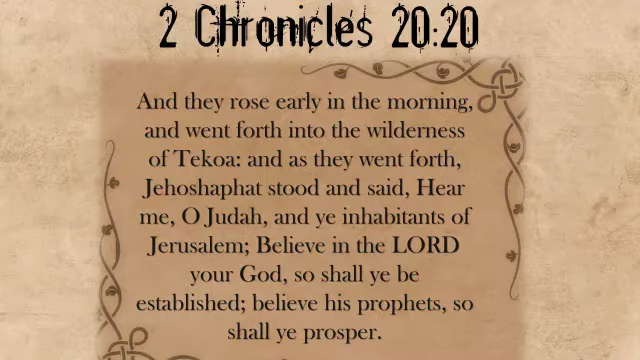 2 Chronicles 20:20
And they rose early in the morning,
and went forth into the wilderness
of Tekoa: and as they went forth,
Jehoshaphat stood and said, Hear
me, O Judah, and ye inhabitants of
Jerusalem; Believe in the LORD
your God, so shall ye be
established; believe his prophets, so
shall ye prosper.